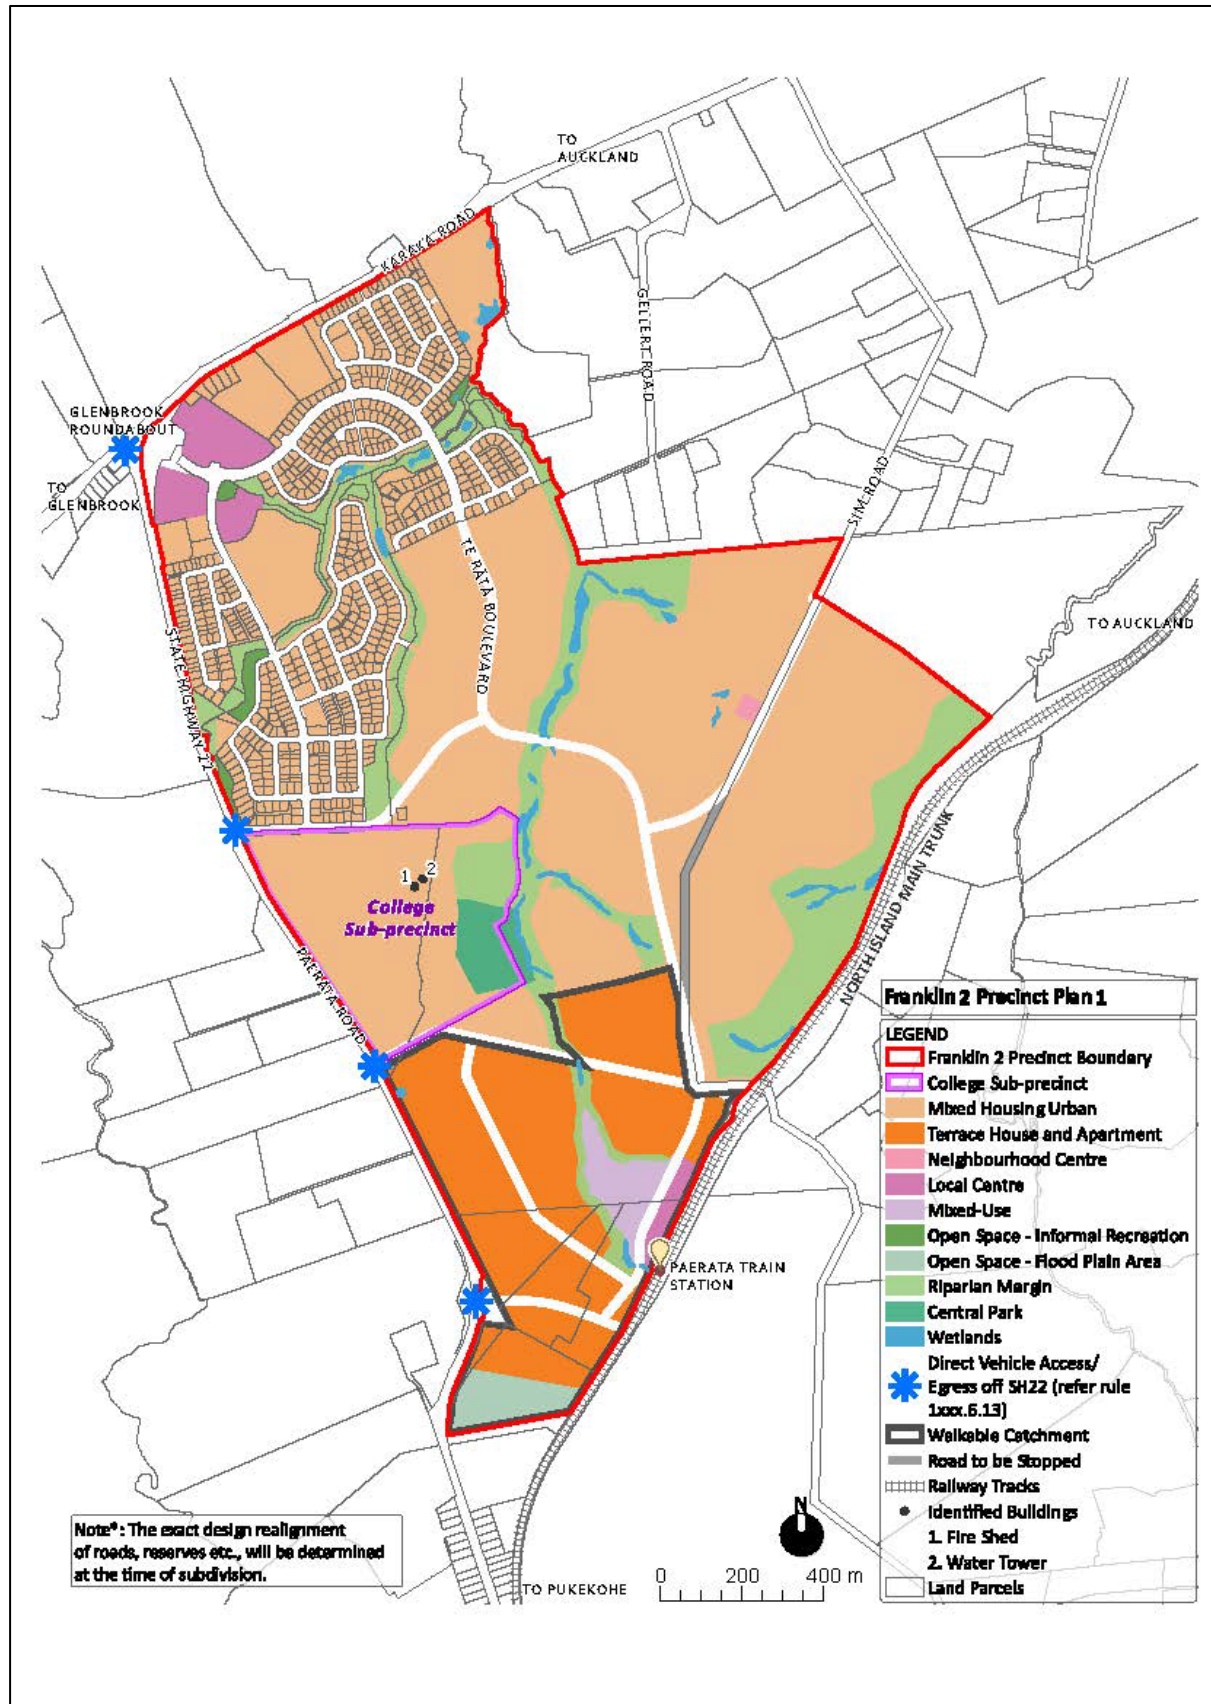 TO
AUCKLAND
KARAKA ROAD
GELLERT ROAD
GLENBROOK
ROUNDABOUT
TO
GLENBROOK
SIM ROAD
TE RĀTĀ BOULEVARD
TO AUCKLAND
STATE HIGHWAY 22
1 2
College
Sub-precinct
PAERATA ROAD
NORTH ISLAND MAIN TRUNK
PAERATA TRAIN
STATION
TO PUKEKOHE
Franklin 2 Precinct Plan 1
LEGEND
Franklin 2 Precinct Boundary
College Sub-precinct
Mixed Housing Urban
Terrace House and Apartment
Neighbourhood Centre
Local Centre
Mixed-Use
Open Space - Informal Recreation
Open Space - Flood Plain Area
Riparian Margin
Central Park
Wetlands
Direct Vehicle Access/
Egress off SH22 (refer rule
1xxx.6.13)
Walkable Catchment
Road to be Stopped
Railway Tracks
Identified Buildings
1. Fire Shed
2. Water Tower
Land Parcels
N
0 200 400 m
Note*: The exact design realignment
of roads, reserves etc., will be determined
at the time of subdivision.